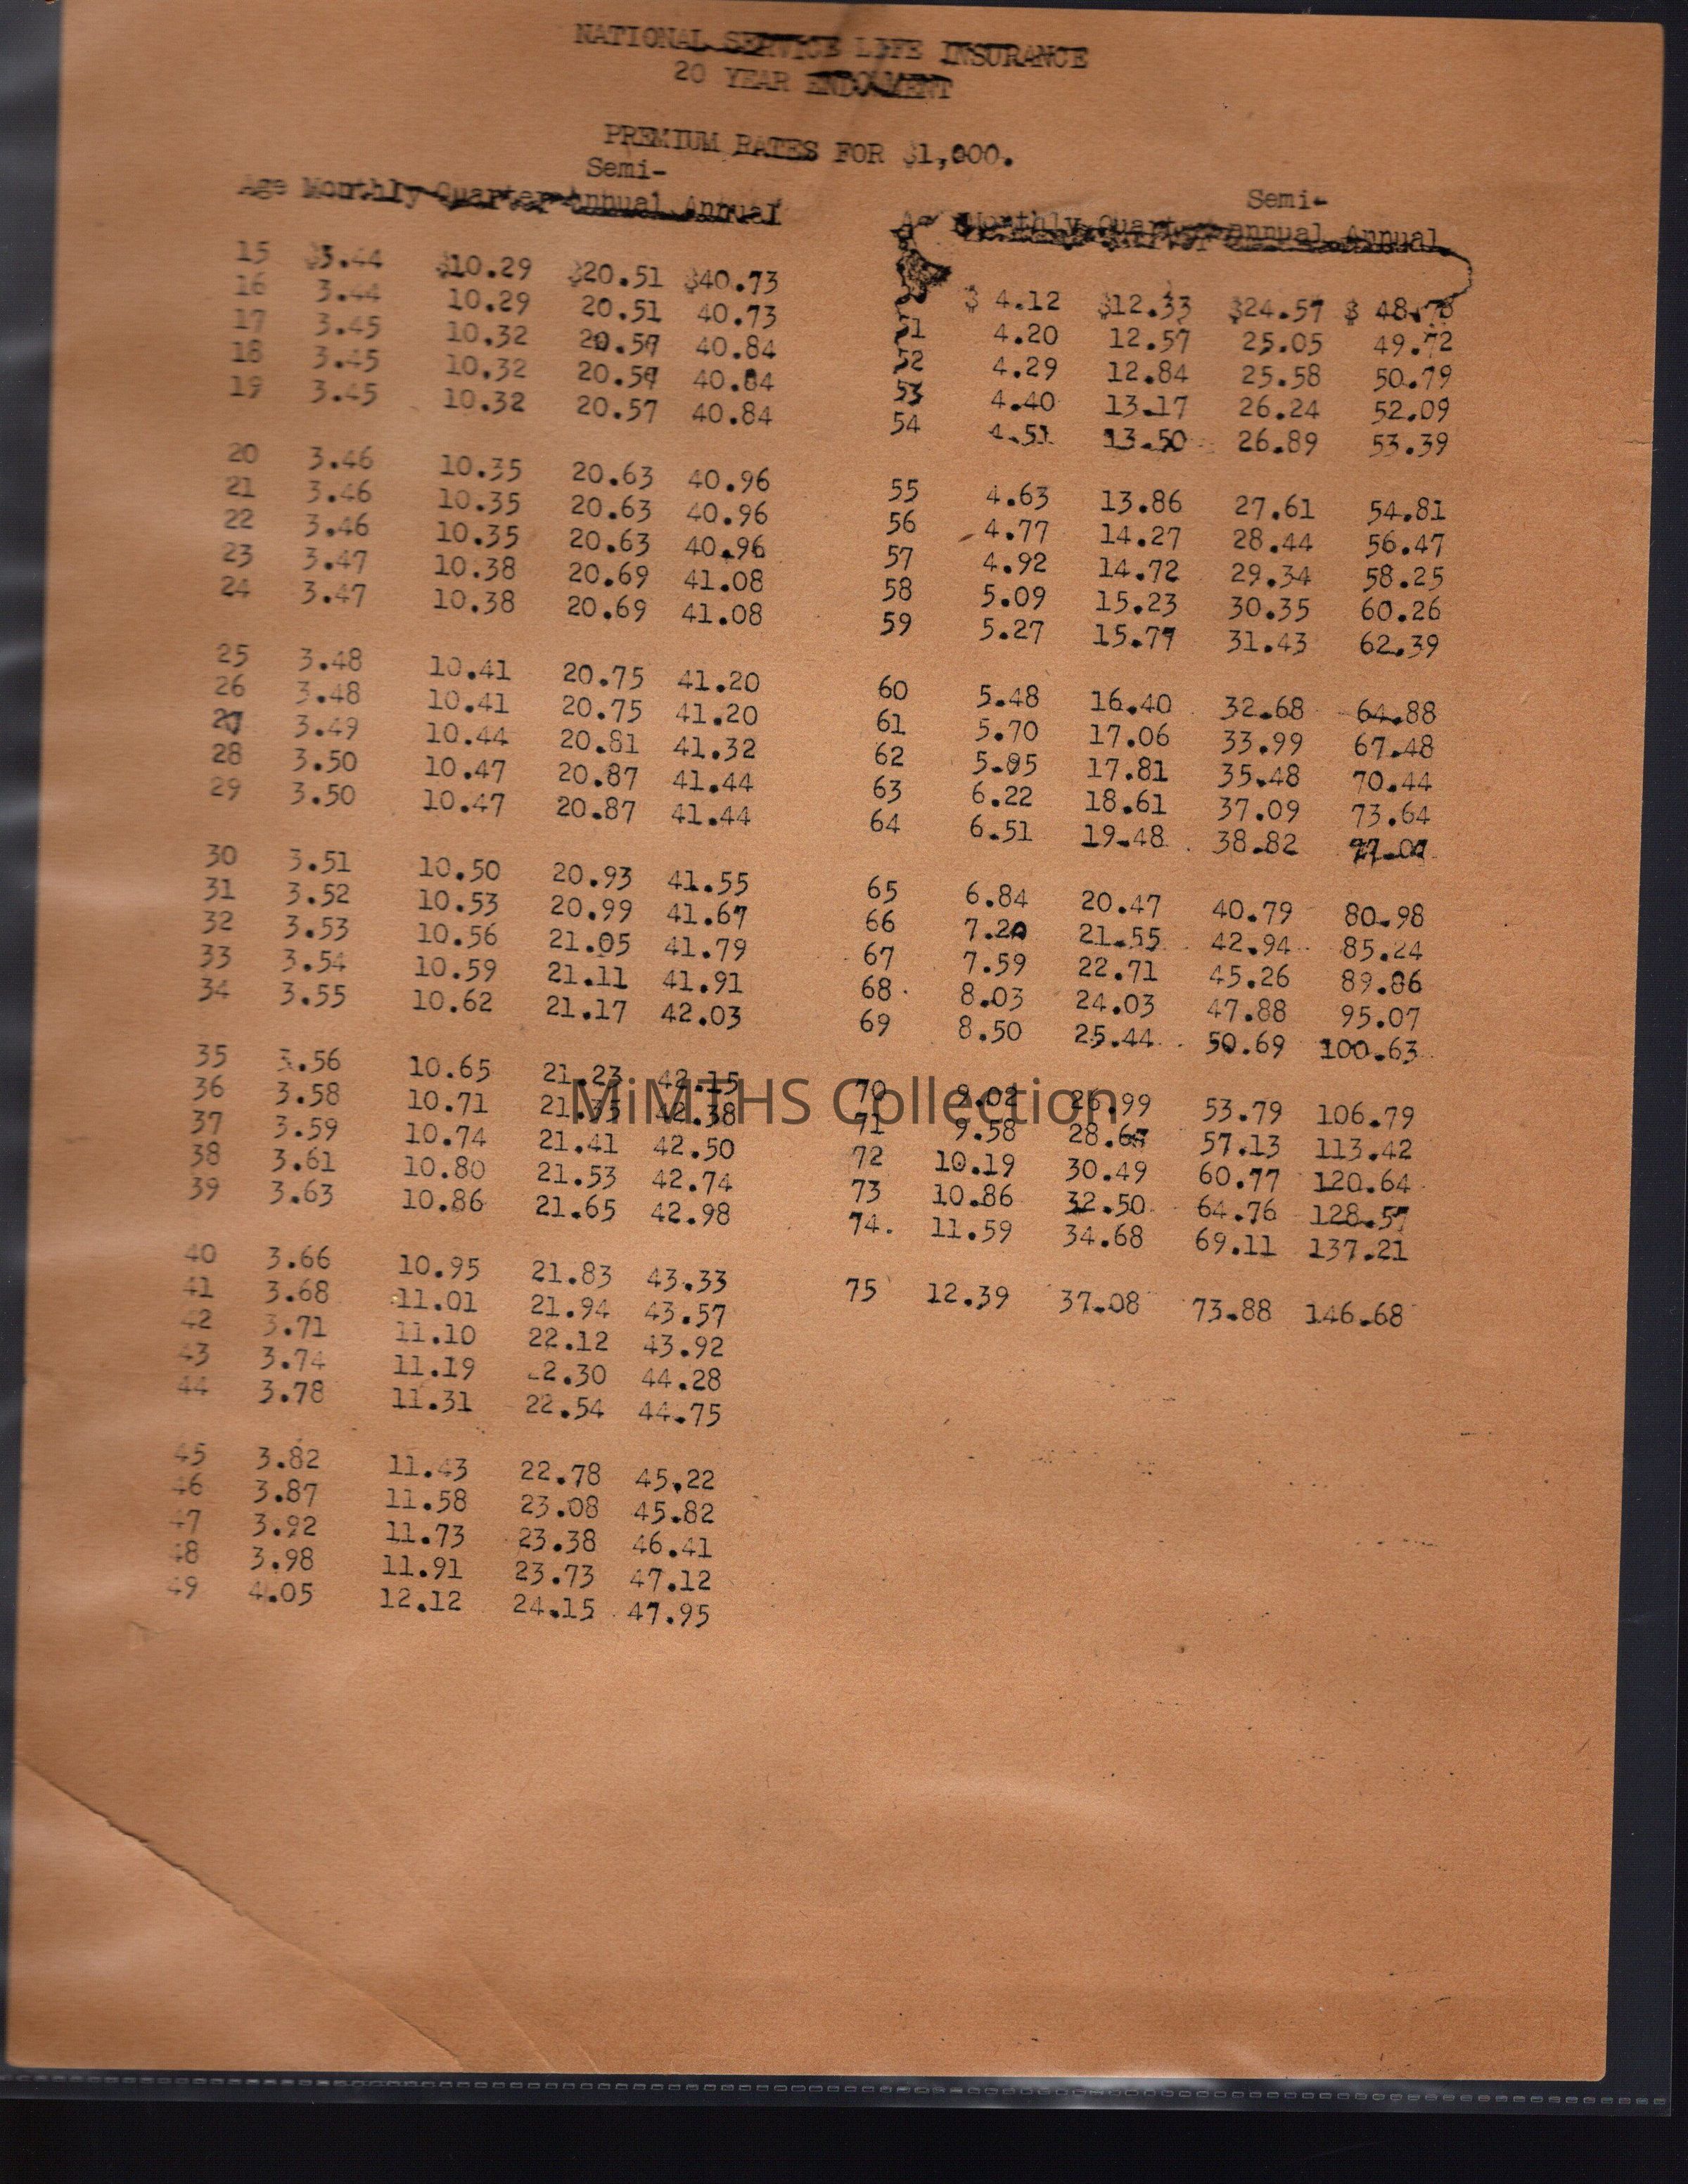 NATIONAL SERVICE LIFE INSURANCE
20 YEAR ENDOWMENT
PREMIUM RATES FOR $1,000.
Semi-
Age Monthly Quarter Annual Annual
15 $3.44 $10.29 $20.51 $40.73
16 3.44 10.29 20.51 40.73
17 3.45 10.32 20.57 40.84
18 3.45 10.32 20.57 40.84
19 3.45 10.32 20.57 40.84
20 3.46 10.35 20.63 40.96
21 3.46 10.35 20.63 40.96
22 3.46 10.35 20.63 40.96
23 3.47 10.38 20.69 41.08
24 3.47 10.38 20.69 41.08
25 3.48 10.41 20.75 41.20
26 3.48 10.41 20.75 41.20
27 3.49 10.44 20.81 41.32
28 3.50 10.47 20.87 41.44
29 3.50 10.47 20.87 41.44
30 3.51 10.50 20.93 41.55
31 3.52 10.53 20.99 41.67
32 3.53 10.56 21.05 41.79
33 3.54 10.59 21.11 41.91
34 3.55 10.62 21.17 42.03
35 3.56 10.65 21.23 42.15
36 3.58 10.71 21.35 42.38
37 3.59 10.74 21.41 42.50
38 3.61 10.80 21.53 42.74
39 3.63 10.86 21.65 42.98
40 3.66 10.95 21.83 43.33
41 3.68 11.01 21.94 43.57
42 3.71 11.10 22.12 43.92
43 3.74 11.19 22.30 44.28
44 3.78 11.31 22.54 44.75
45 3.82 11.43 22.78 45.22
46 3.87 11.58 23.08 45.82
47 3.92 11.73 23.38 46.41
48 3.98 11.91 23.73 47.12
49 4.05 12.12 24.15 47.95
Semi-
Monthly Quarter annual Annual
$ 4.12 $12.33 $24.57 $ 48.78
51 4.20 12.57 25.05 49.72
52 4.29 12.84 25.58 50.79
53 4.40 13.17 26.24 52.09
54 4.51 13.50 26.89 53.39
55 4.63 13.86 27.61 54.81
56 4.77 14.27 28.44 56.47
57 4.92 14.72 29.34 58.25
58 5.09 15.23 30.35 60.26
59 5.27 15.77 31.43 62.39
60 5.48 16.40 32.68 64.88
61 5.70 17.06 33.99 67.48
62 5.95 17.81 35.48 70.44
63 6.22 18.61 37.09 73.64
64 6.51 19.48 38.82
65 6.84 20.47 40.79 80.98
66 7.20 21.55 42.94 85.24
67 7.59 22.71 45.26 89.86
68 8.03 24.03 47.88 95.07
69 8.50 25.44 50.69 100.63
70 9.02 26.99 53.79 106.79
71 9.58 28.67 57.13 113.42
72 10.19 30.49 60.77 120.64
73 10.86 32.50 64.76 128.57
74. 11.59 34.68 69.11 137.21
75 12.39 37.08 73.88 146.68
MiMTHS Collection